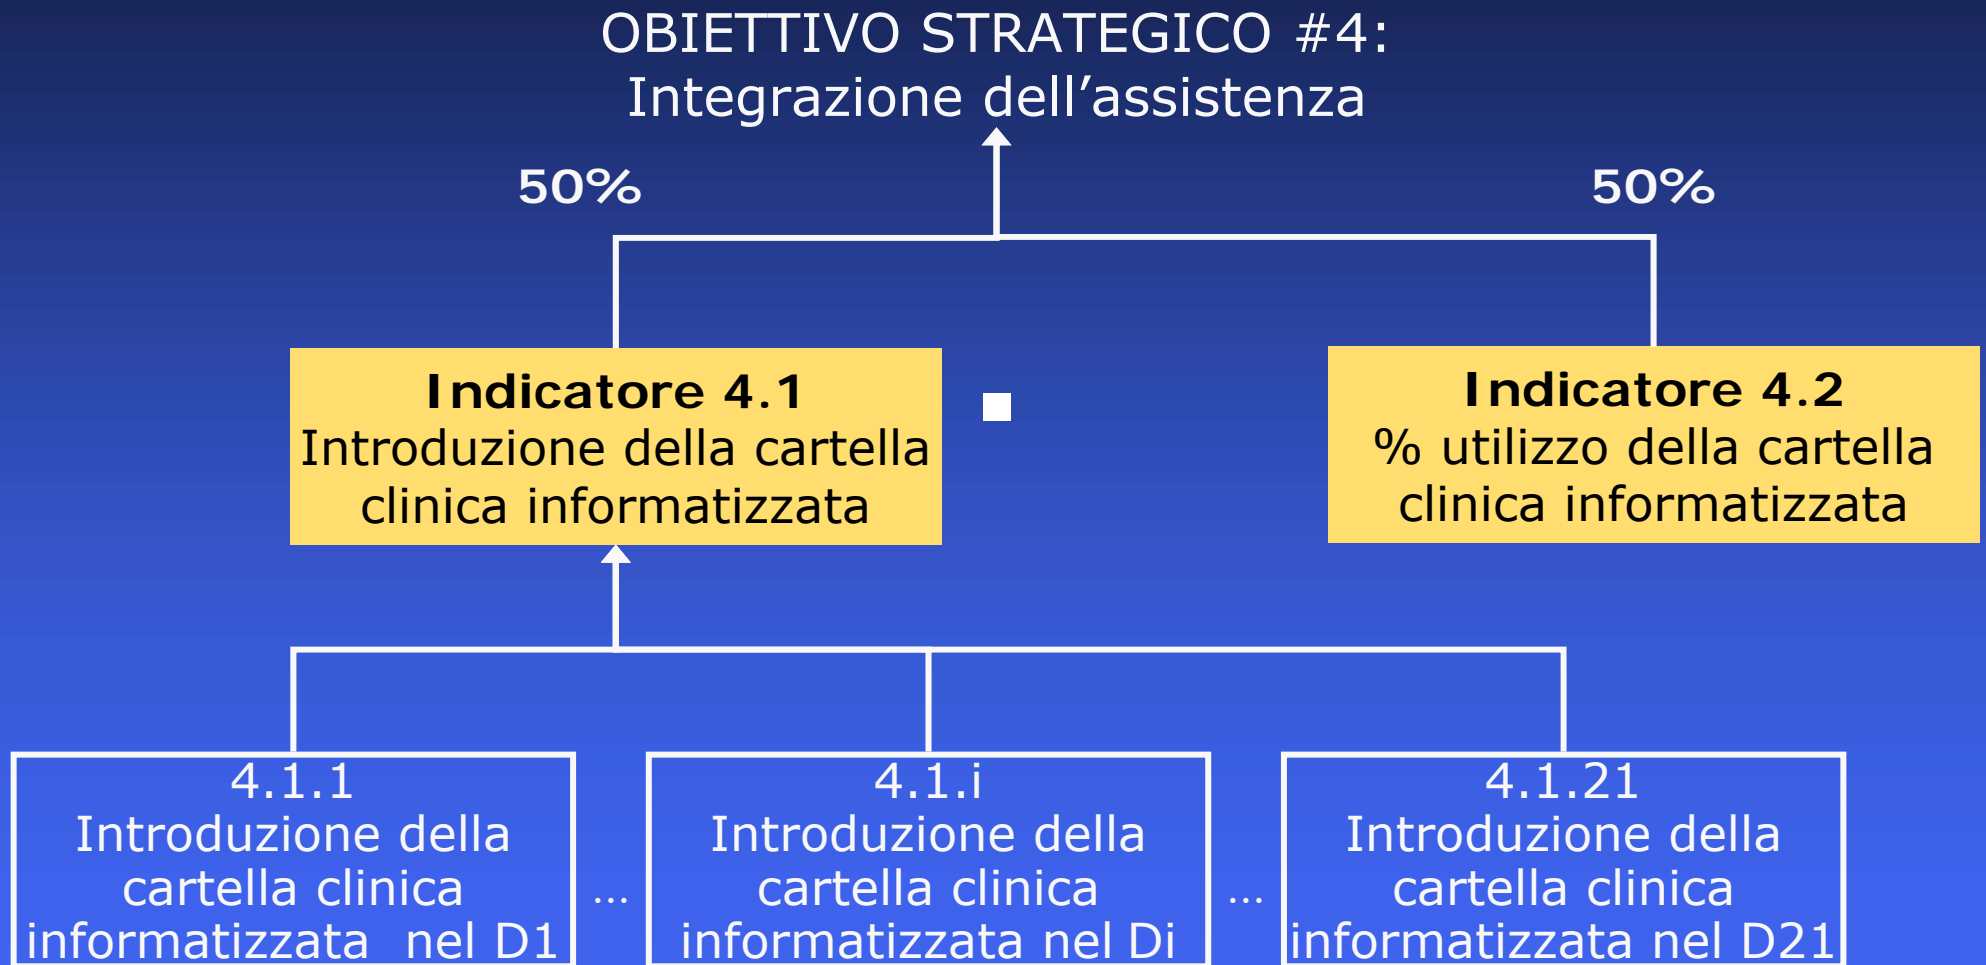 OBIETTIVO STRATEGICO #4:
Integrazione dell’assistenza
50%
50%
Indicatore 4.1
Introduzione della cartella
clinica informatizzata
Indicatore 4.2
% utilizzo della cartella
clinica informatizzata
4.1.1
Introduzione della
cartella clinica
informatizzata nel D1
...
4.1.i
Introduzione della
cartella clinica
informatizzata nel Di
...
4.1.21
Introduzione della
cartella clinica
informatizzata nel D21